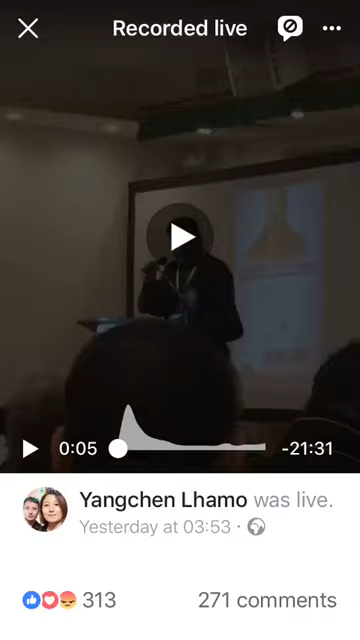 Recorded live
0:05
-21:31
Yangchen Lhamo was live.
Yesterday at 03:53 ·
313
271 comments